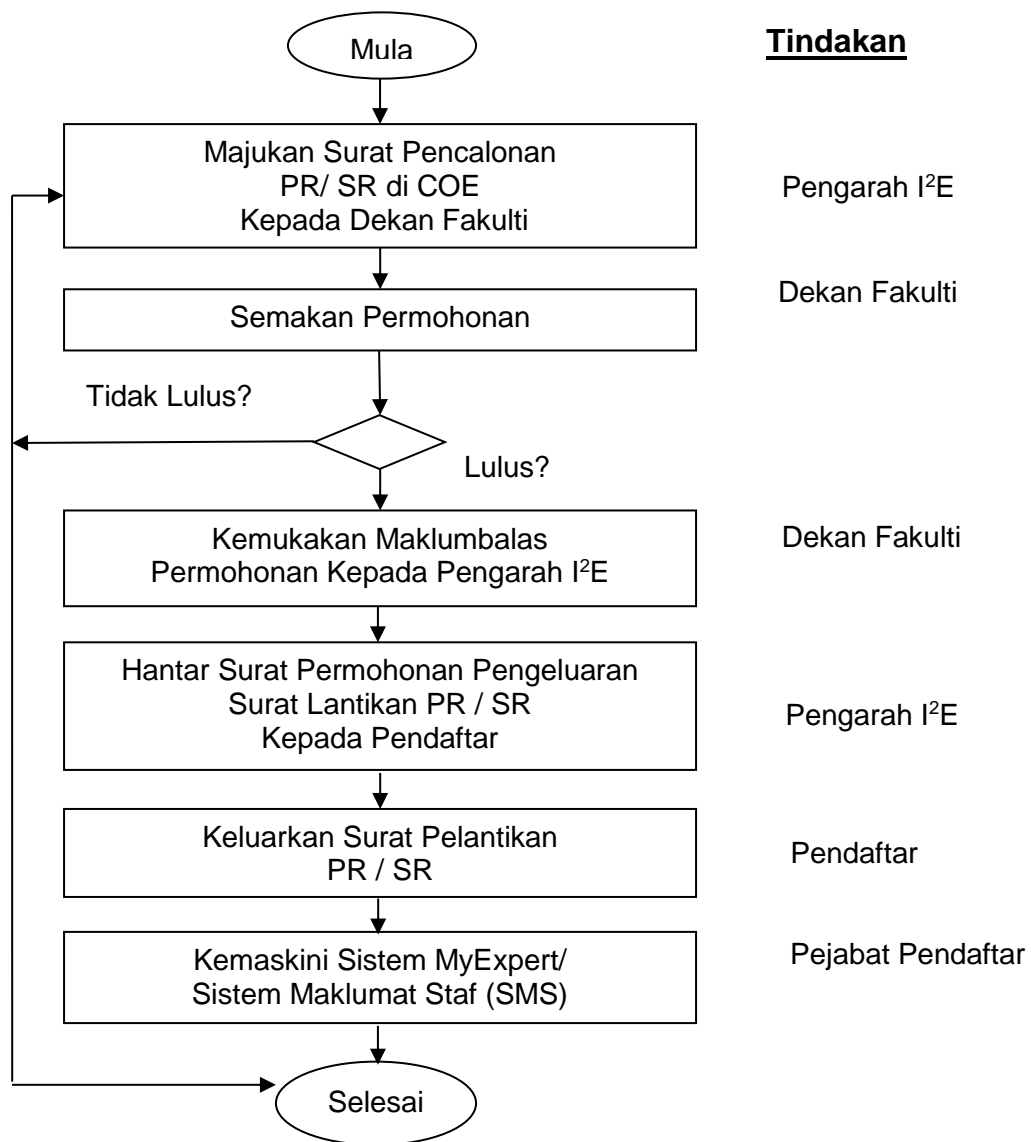 Mula
Tindakan
Majukan Surat Pencalonan
PR/ SR di COE
Kepada Dekan Fakulti
Pengarah I²E
Semakan Permohonan
Dekan Fakulti
Tidak Lulus?
Lulus?
Kemukakan Maklumbalas
Permohonan Kepada Pengarah I²E
Dekan Fakulti
Hantar Surat Permohonan Pengeluaran
Surat Lantikan PR / SR
Kepada Pendaftar
Pengarah I²E
Keluarkan Surat Pelantikan
PR / SR
Pendaftar
Kemaskini Sistem MyExpert/
Sistem Maklumat Staf (SMS)
Pejabat Pendaftar
Selesai